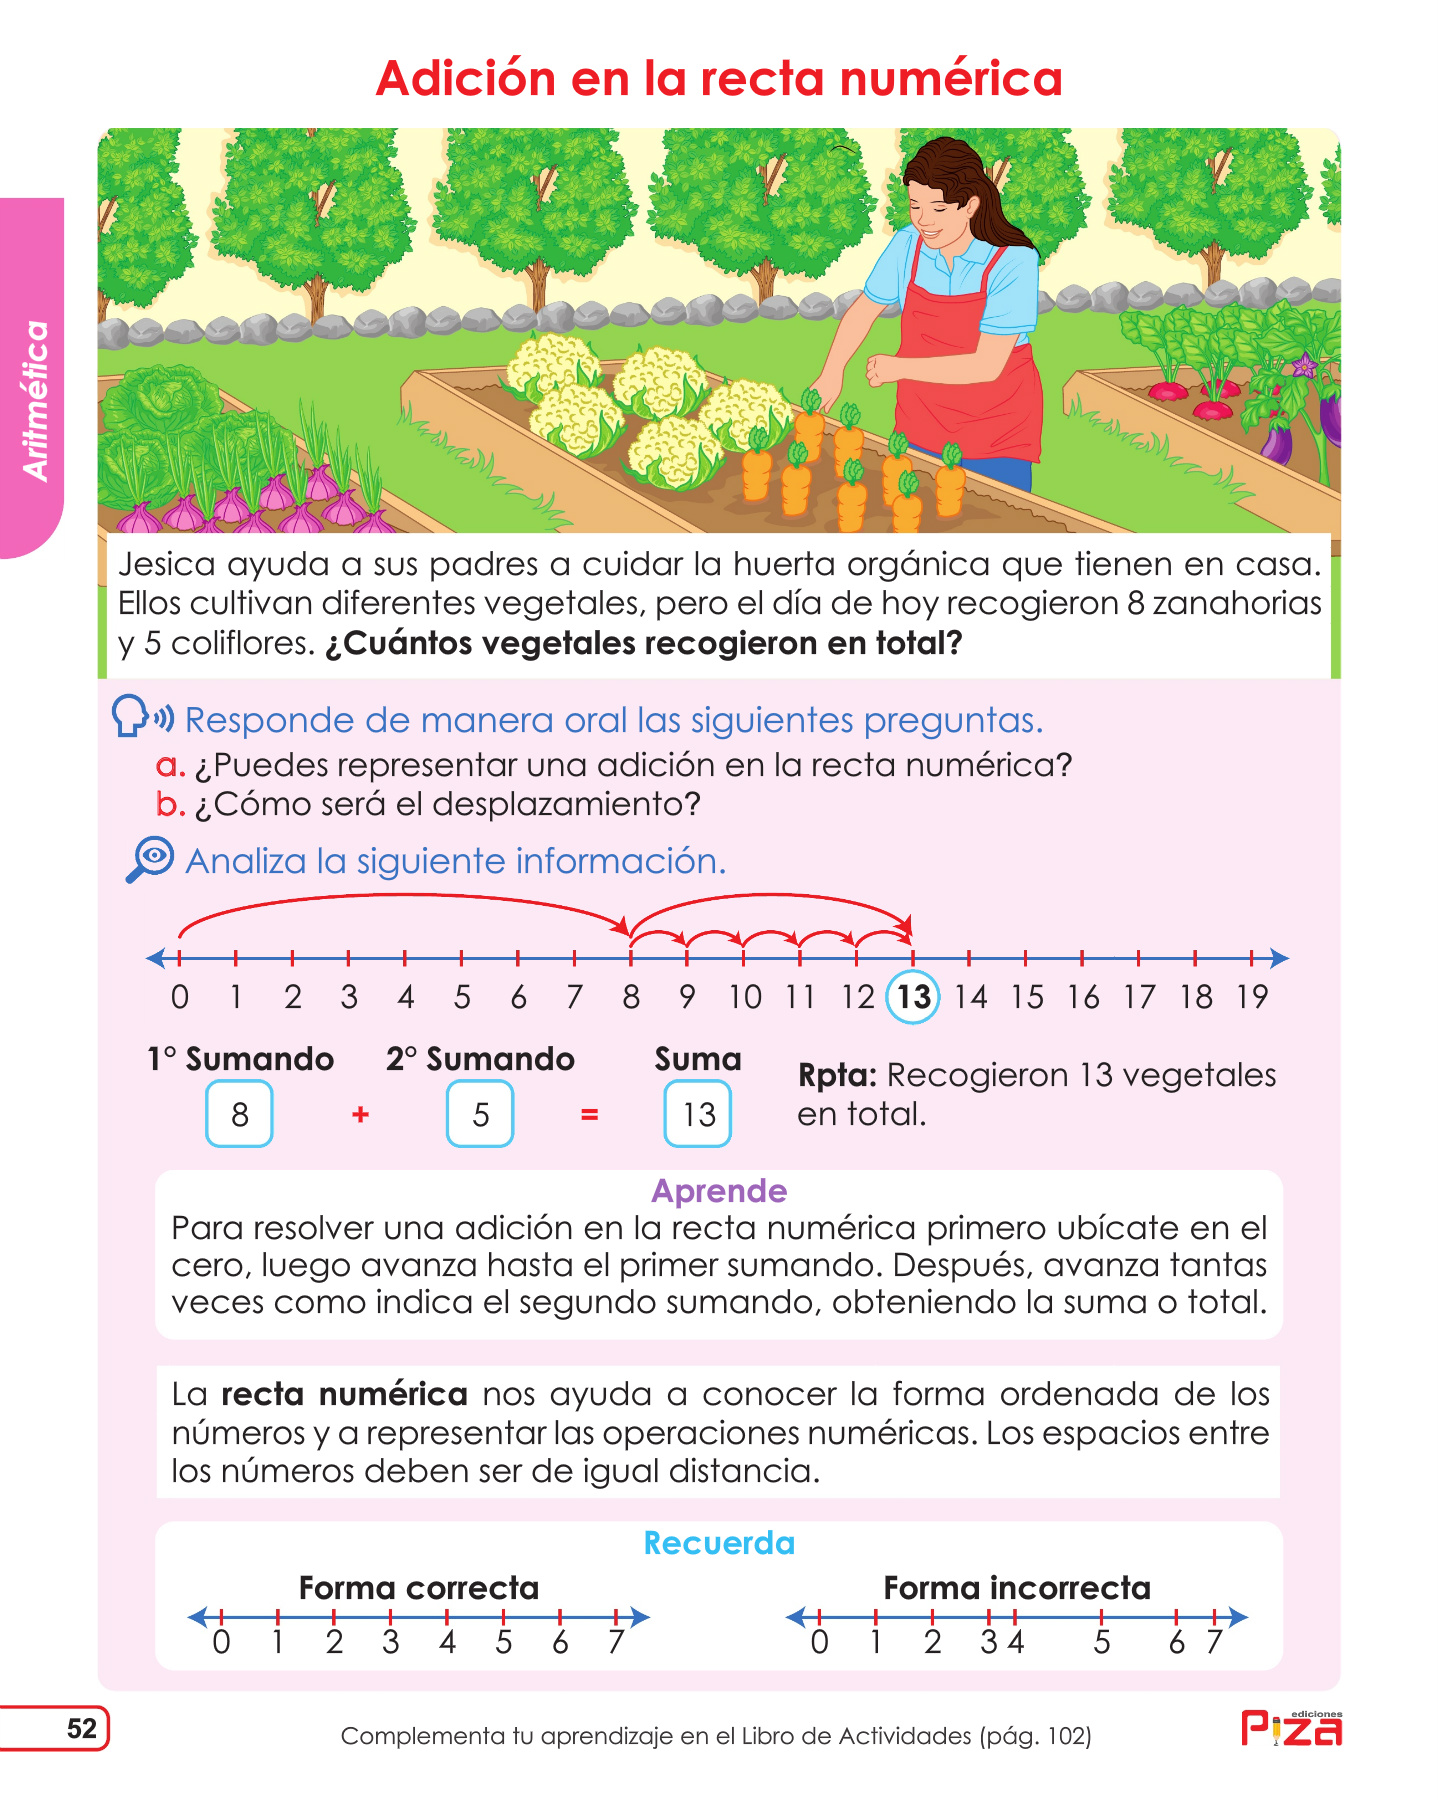 Adición en la recta numérica
Aritmética
Jesica ayuda a sus padres a cuidar la huerta orgánica que tienen en casa.
Ellos cultivan diferentes vegetales, pero el día de hoy recogieron 8 zanahorias
y 5 coliflores. ¿Cuántos vegetales recogieron en total?
Responde de manera oral las siguientes preguntas.
a. ¿Puedes representar una adición en la recta numérica?
b. ¿Cómo será el desplazamiento?
Analiza la siguiente información.
0 1 2 3 4 5 6 7 8 9 10 11 12 13 14 15 16 17 18 19
1° Sumando 2° Sumando Suma
8 + 5 = 13
Rpta: Recogieron 13 vegetales
en total.
Aprende
Para resolver una adición en la recta numérica primero ubícate en el
cero, luego avanza hasta el primer sumando. Después, avanza tantas
veces como indica el segundo sumando, obteniendo la suma o total.
La recta numérica nos ayuda a conocer la forma ordenada de los
números y a representar las operaciones numéricas. Los espacios entre
los números deben ser de igual distancia.
Recuerda
Forma correcta
0 1 2 3 4 5 6 7
Forma incorrecta
0 1 2 3 4 5 6 7
52
Complementa tu aprendizaje en el Libro de Actividades (pág. 102)
ediciones
Piza